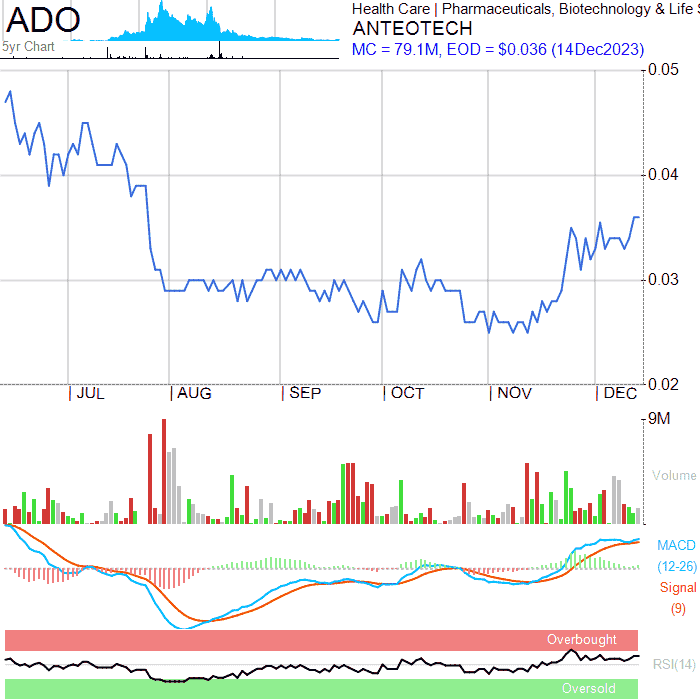 ADO
5yr Chart
Health Care | Pharmaceuticals, Biotechnology & Life
ANTEOTECH
MC = 79.1M, EOD = $0.036 (14Dec2023)
0.05
0.04
0.03
0.02
JUL AUG SEP OCT NOV DEC
9M
Volume
MACD
(12-26)
Signal
(9)
Overbought
RSI(14)
Oversold